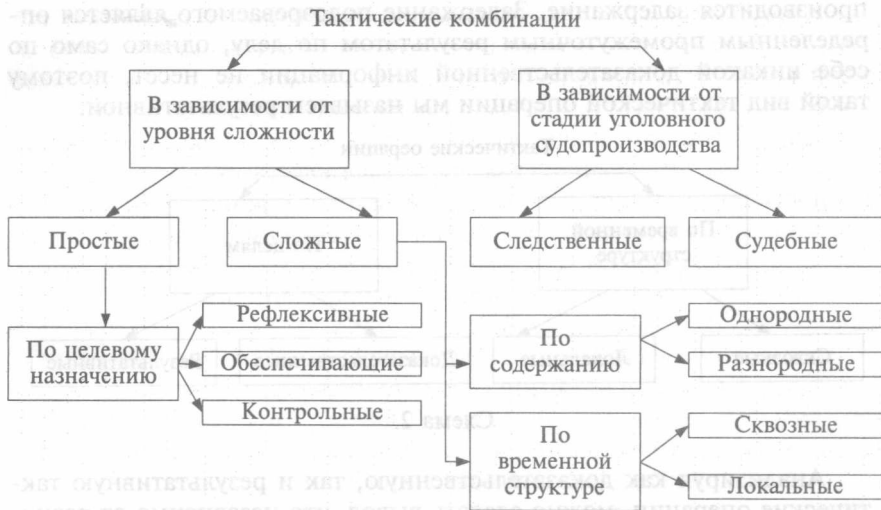 Тактические комбинации
В зависимости от
уровня сложности
В зависимости от
стадии уголовного
судопроизводства
Простые
Сложные
Следственные
Судебные
По целевому
назначению
Рефлексивные
Обеспечивающие
Контрольные
По
содержанию
Однородные
Разнородные
По
временной
структуре
Сквозные
Локальные